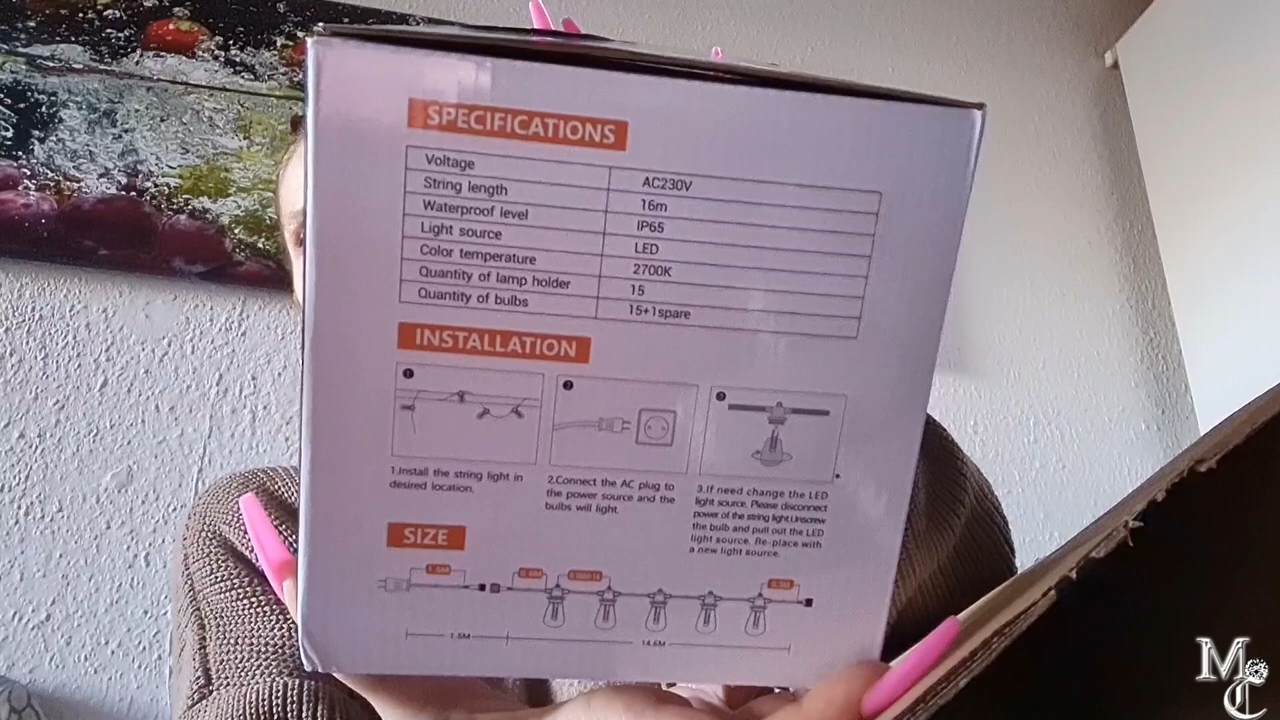 SPECIFICATIONS
Voltage AC230V
String length 16m
Waterproof level IP65
Light source LED
Color temperature 2700K
Quantity of lamp holder 15
Quantity of bulbs 15+1spare
INSTALLATION
1
2
3
1.Install the string light in
desired location.
2.Connect the AC plug to
the power source and the
bulbs will light.
3.If need change the LED
light source. Please disconnect
power of the string light.Unscrew
the bulb and pull out the LED
light source. Re-place with
a new light source.
SIZE
1.5M
14.6M
MC